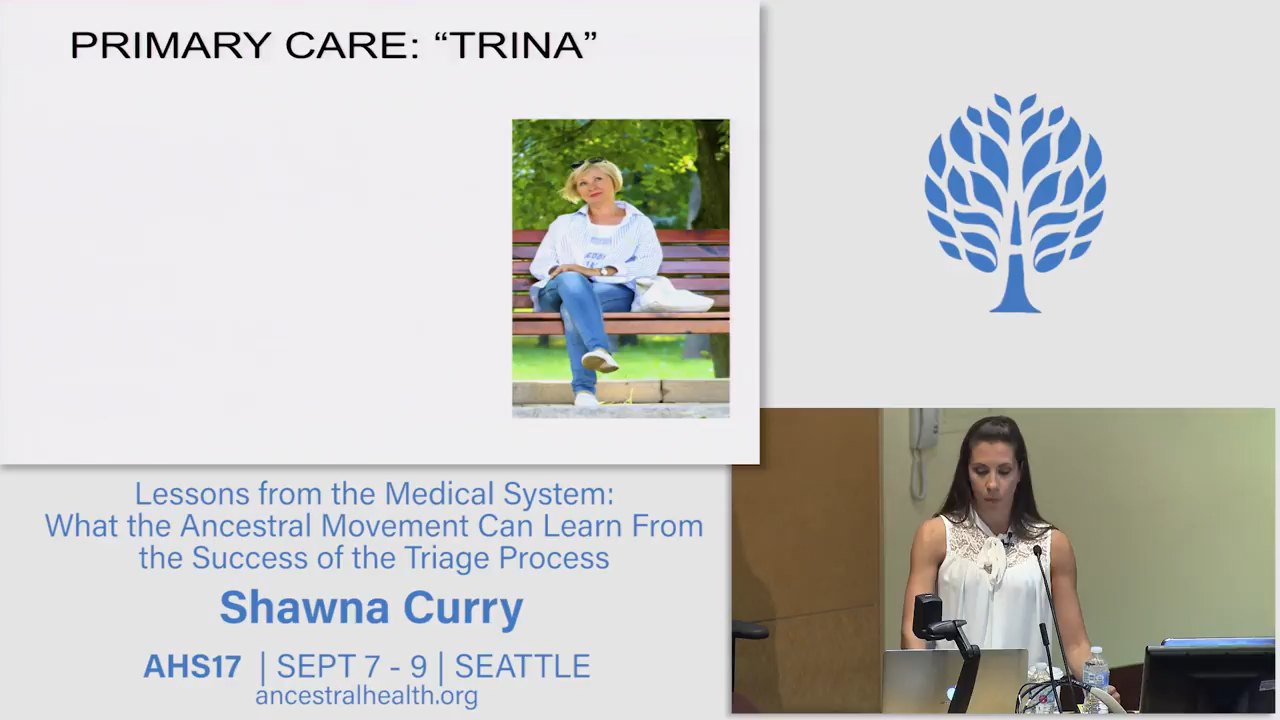 PRIMARY CARE: “TRINA”
Lessons from the Medical System:
What the Ancestral Movement Can Learn From
the Success of the Triage Process
Shawna Curry
AHS17 | SEPT 7 - 9 | SEATTLE
ancestralhealth.org